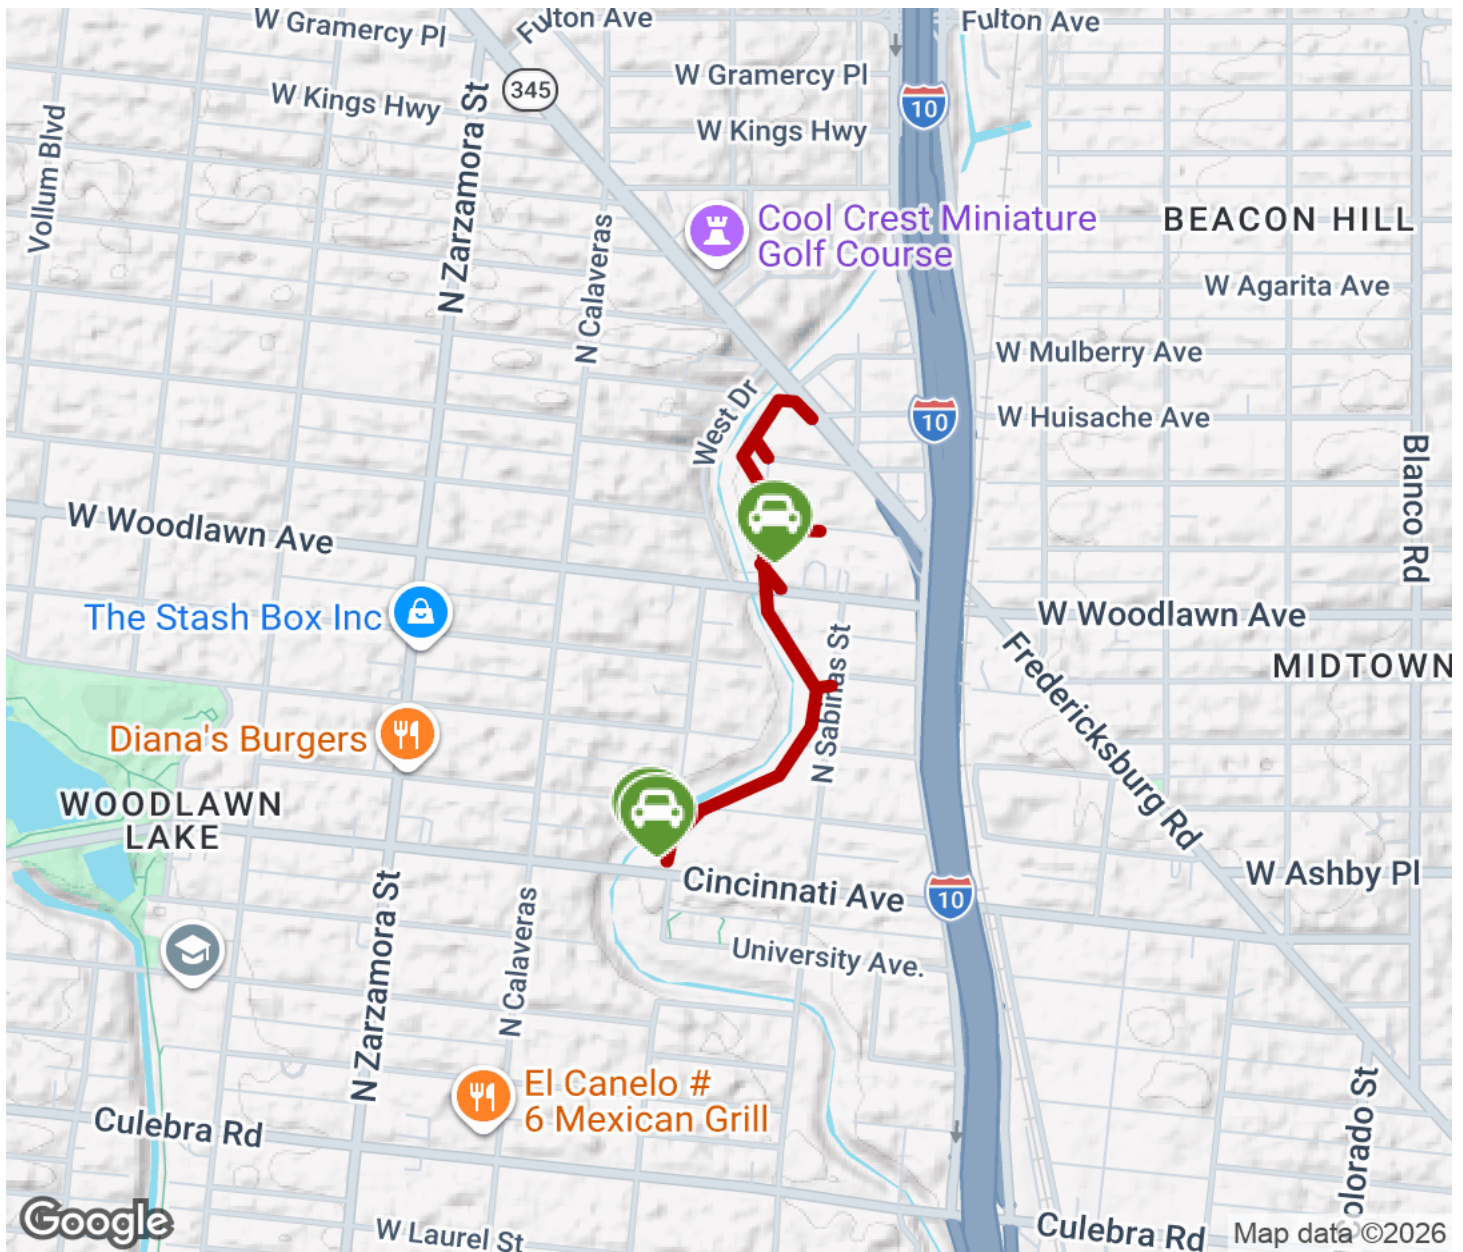 W Gramercy Pl
Fulton Ave
Fulton Ave
W Gramercy Pl
W Kings Hwy
345
10
W Kings Hwy
Vollum Blvd
N Zarzamora St
N Calaveras
Cool Crest Miniature
Golf Course
BEACON HILL
W Agarita Ave
W Mulberry Ave
West Dr
10
W Huisache Ave
Blanco Rd
W Woodlawn Ave
The Stash Box Inc
W Woodlawn Ave
N Sabinas St
Fredericksburg Rd
MIDTOWN
Diana's Burgers
WOODLAWN
LAKE
Cincinnati Ave
10
W Ashby Pl
N Zarzamora St
N Calaveras
University Ave.
El Canelo #
6 Mexican Grill
Culebra Rd
Colorado St
Google
W Laurel St
Culebra Rd
Map data ©2026